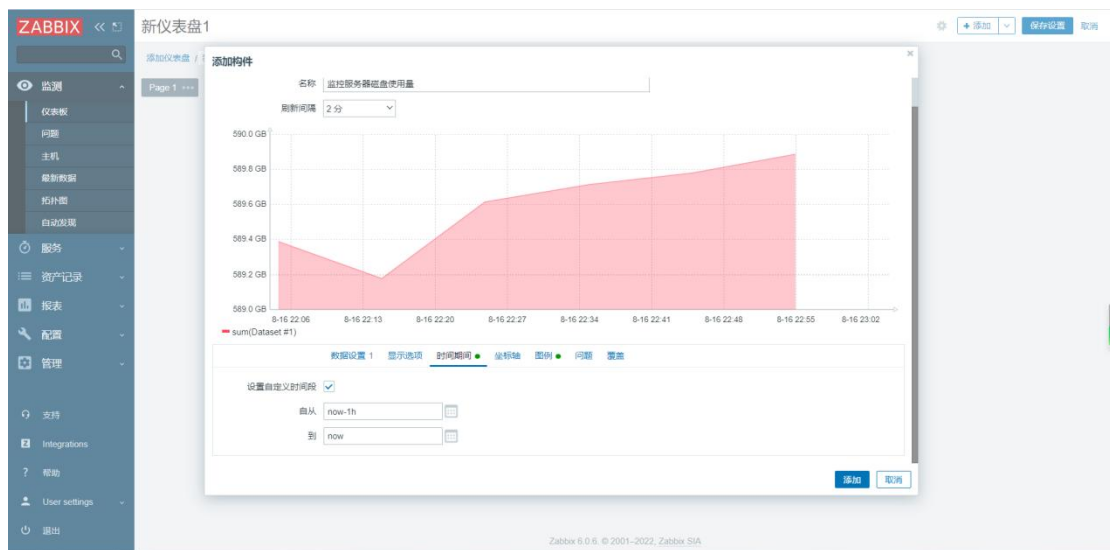 ZABBIX
新仪表盘1
+ 添加
保存设置
取消
添加仪表盘 /
Page 1
监测
仪表板
问题
主机
最新数据
拓扑图
自动发现
服务
资产记录
报表
配置
管理
支持
Integrations
帮助
User settings
退出
添加构件
名称 监控服务器磁盘使用量
刷新间隔 2 分
590.0 GB
589.8 GB
589.6 GB
589.4 GB
589.2 GB
589.0 GB
8-16 22:06 8-16 22:13 8-16 22:20 8-16 22:27 8-16 22:34 8-16 22:41 8-16 22:48 8-16 22:55 8-16 23:02
sum(Dataset #1)
数据设置 1 显示选项 时间期间 坐标轴 图例 问题 覆盖
设置自定义时间段
自从 now-1h
到 now
添加 取消
Zabbix 6.0.6. © 2001–2022, Zabbix SIA